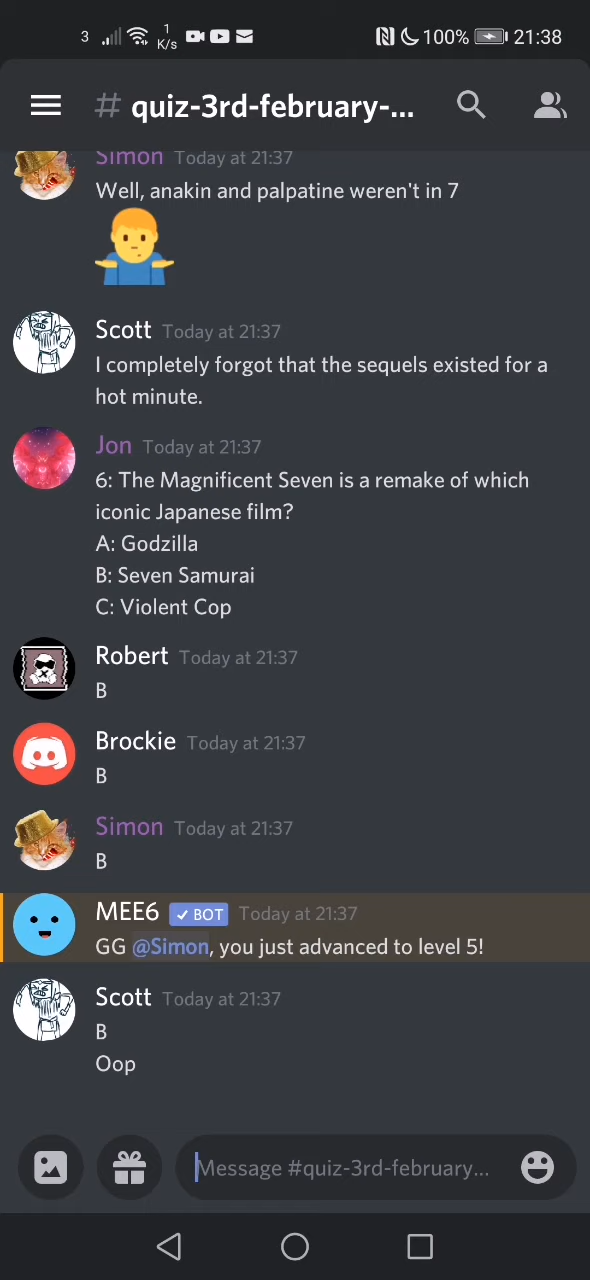 3 1 K/s 100% 21:38
# quiz-3rd-february-...
Simon Today at 21:37
Well, anakin and palpatine weren't in 7
Scott Today at 21:37
I completely forgot that the sequels existed for a
hot minute.
Jon Today at 21:37
6: The Magnificent Seven is a remake of which
iconic Japanese film?
A: Godzilla
B: Seven Samurai
C: Violent Cop
Robert Today at 21:37
B
Brockie Today at 21:37
B
Simon Today at 21:37
B
MEE6 ✓ BOT Today at 21:37
GG @Simon, you just advanced to level 5!
Scott Today at 21:37
B
Oop
Message #quiz-3rd-february...